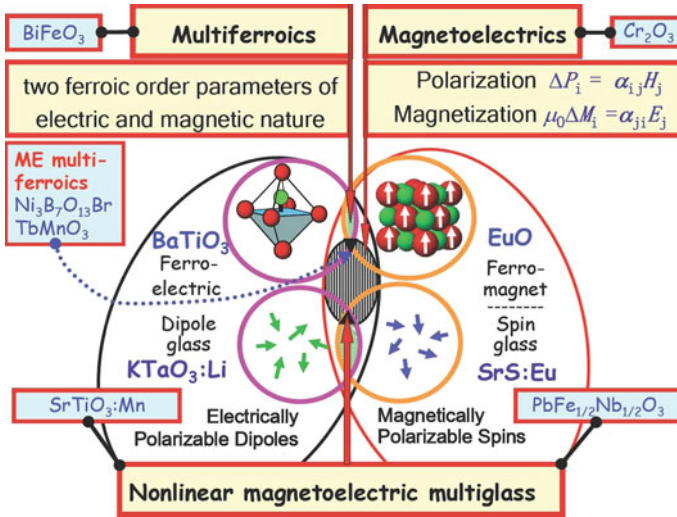 BiFeO₃
Multiferroics
Magnetoelectrics
Cr₂O₃
two ferroic order parameters of
electric and magnetic nature
Polarization ΔPᵢ = αᵢⱼHⱼ
Magnetization μ₀ΔMᵢ = αⱼᵢEⱼ
ME multi-
ferroics
Ni₃B₇O₁₃Br
TbMnO₃
BaTiO₃
Ferro-
electric
EuO
Ferro-
magnet
Dipole
glass
KTaO₃:Li
Spin
glass
SrS:Eu
SrTiO₃:Mn
PbFe₁/₂Nb₁/₂O₃
Electrically
Polarizable Dipoles
Magnetically
Polarizable Spins
Nonlinear magnetoelectric multiglass